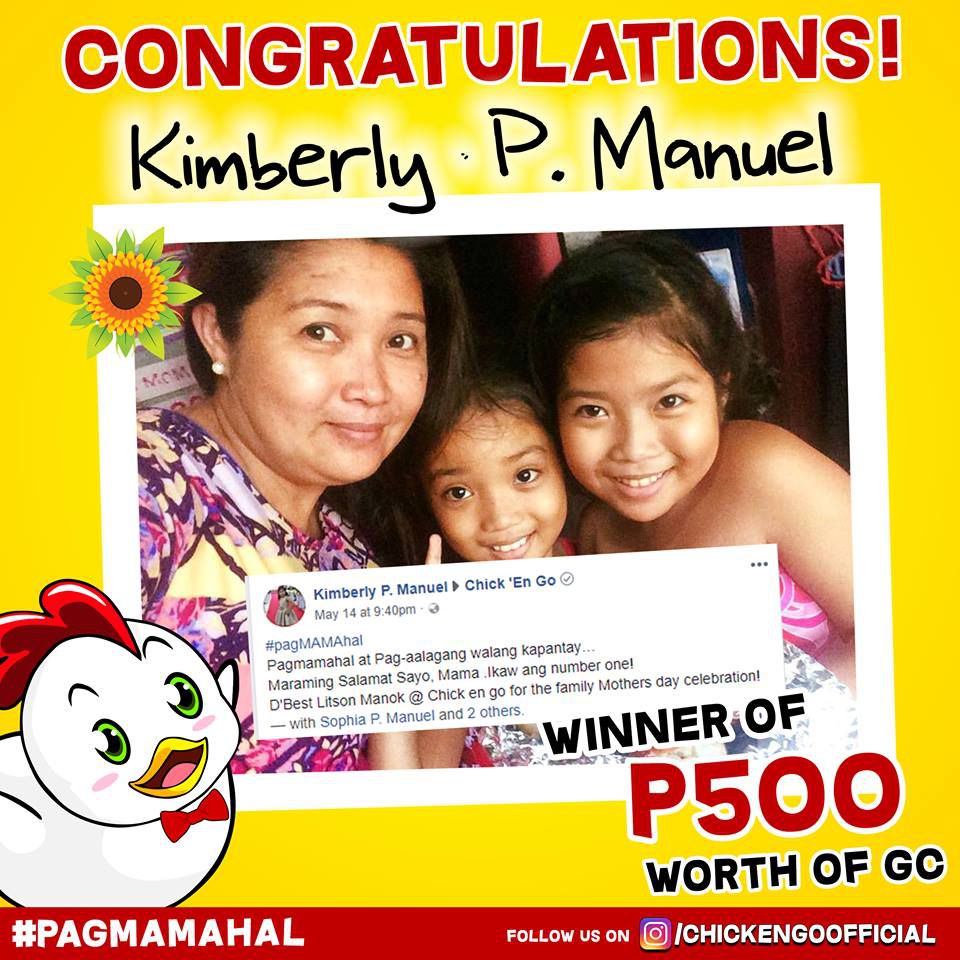 CONGRATULATIONS!
Kimberly P. Manuel
MOM
Kimberly P. Manuel Chick 'En Go
May 14 at 9:40pm ·
#pagMAMAhal
Pagmamahal at Pag-aalagang walang kapantay...
Maraming Salamat Sayo, Mama .Ikaw ang number one!
D'Best Litson Manok @ Chick en go for the family Mothers day celebration!
— with Sophia P. Manuel and 2 others.
WINNER OF
P500
WORTH OF GC
#PAGMAMAHAL
FOLLOW US ON /CHICKENGOOFFICIAL